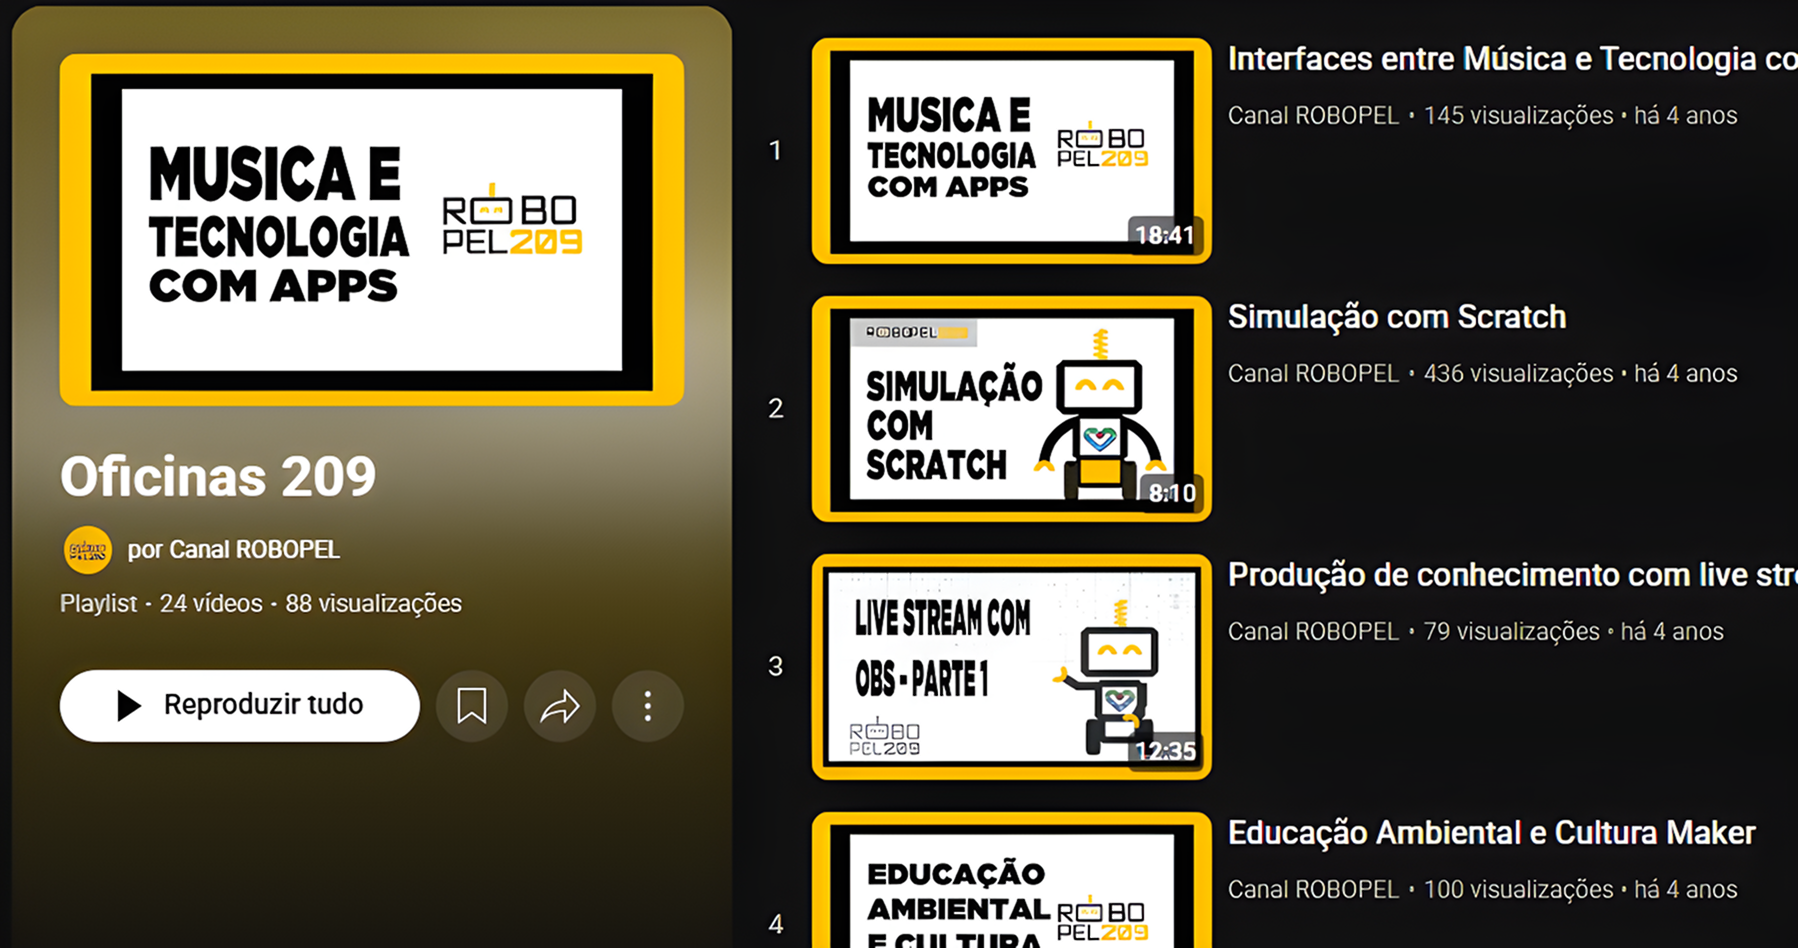 MUSICA E
TECNOLOGIA
COM APPS
ROBO
PEL209
Oficinas 209
por Canal ROBOPEL
Playlist • 24 vídeos • 88 visualizações
Reproduzir tudo
1
MUSICA E
TECNOLOGIA
COM APPS
ROBO
PEL209
18:41
Interfaces entre Música e Tecnologia co
Canal ROBOPEL • 145 visualizações • há 4 anos
2
ROBOPEL
SIMULAÇÃO
COM
SCRATCH
8:10
Simulação com Scratch
Canal ROBOPEL • 436 visualizações • há 4 anos
3
LIVE STREAM COM
OBS - PARTE 1
ROBO
PEL209
12:35
Produção de conhecimento com live stre
Canal ROBOPEL • 79 visualizações • há 4 anos
4
EDUCAÇÃO
AMBIENTAL
E CULTURA
ROBO
PEL209
Educação Ambiental e Cultura Maker
Canal ROBOPEL • 100 visualizações • há 4 anos